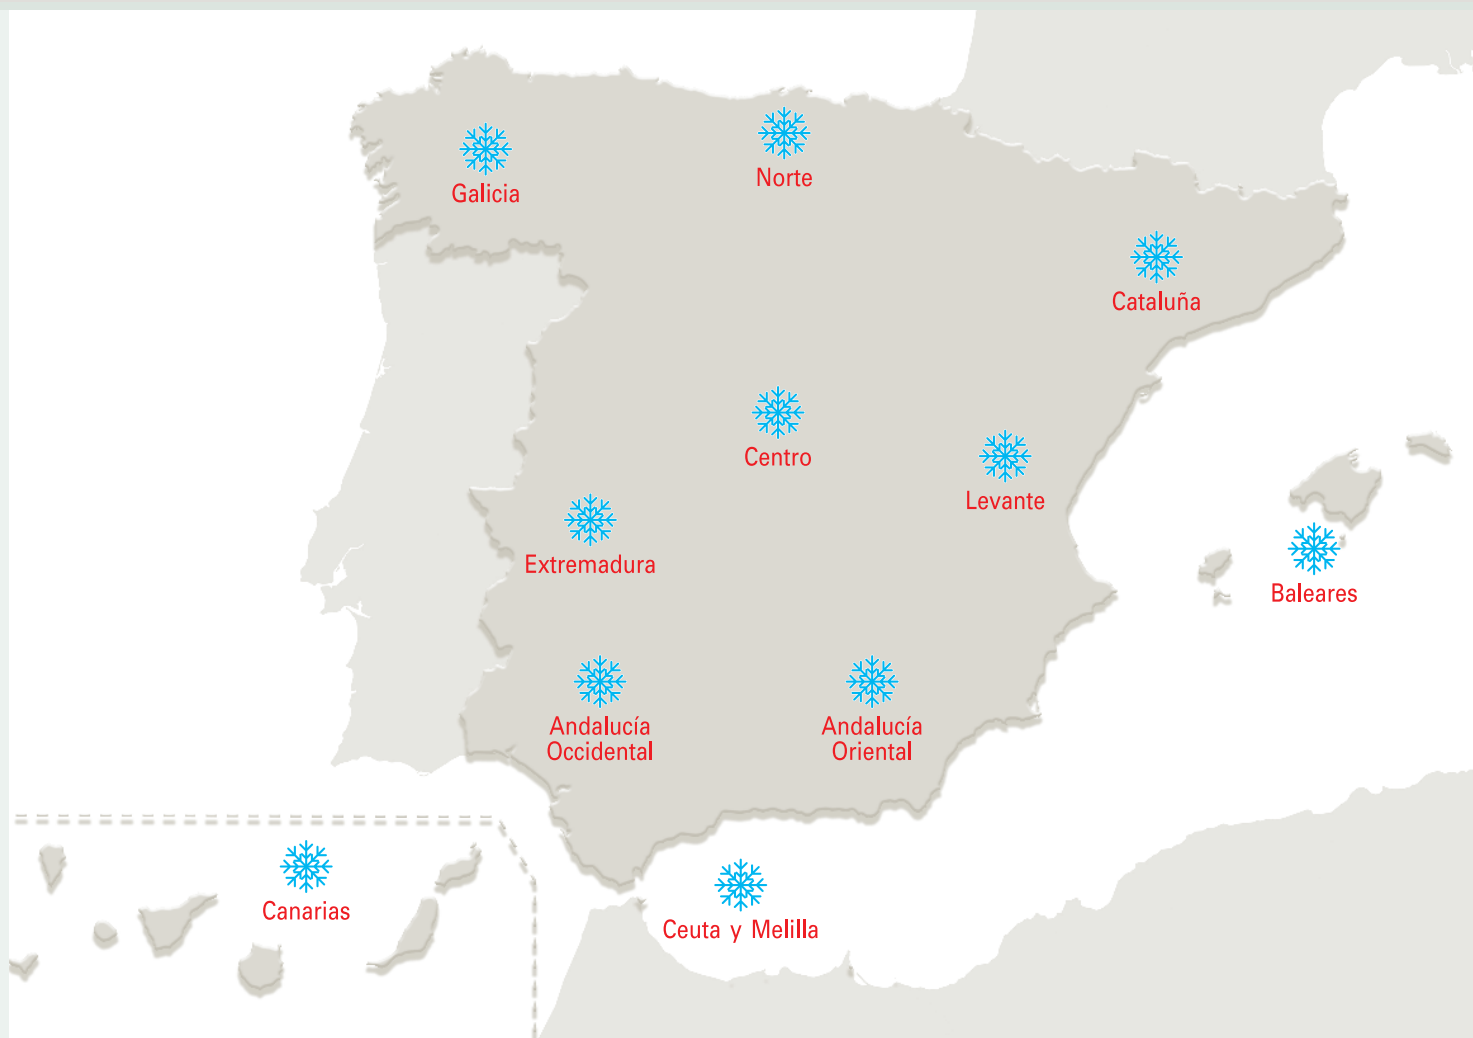 Norte
Galicia
Cataluña
Centro
Levante
Extremadura
Baleares
Andalucía
Occidental
Andalucía
Oriental
Canarias
Ceuta y Melilla